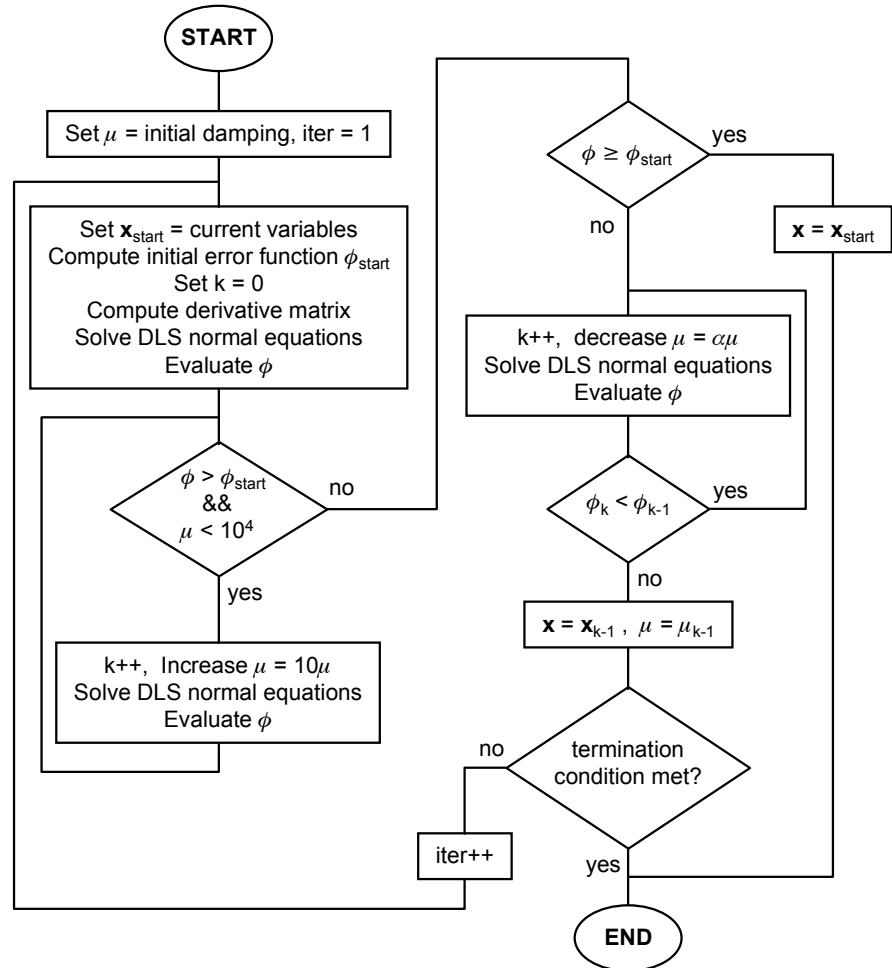 START
Set μ = initial damping, iter = 1
Set x_start = current variables
Compute initial error function ϕ_start
Set k = 0
Compute derivative matrix
Solve DLS normal equations
Evaluate ϕ
ϕ > ϕ_start
&&
μ < 10⁴
no
yes
k++, Increase μ = 10μ
Solve DLS normal equations
Evaluate ϕ
ϕ ≥ ϕ_start
yes
no
x = x_start
k++, decrease μ = αμ
Solve DLS normal equations
Evaluate ϕ
ϕ_k < ϕ_k-1
yes
no
x = x_k-1 , μ = μ_k-1
termination
condition met?
no
yes
iter++
END